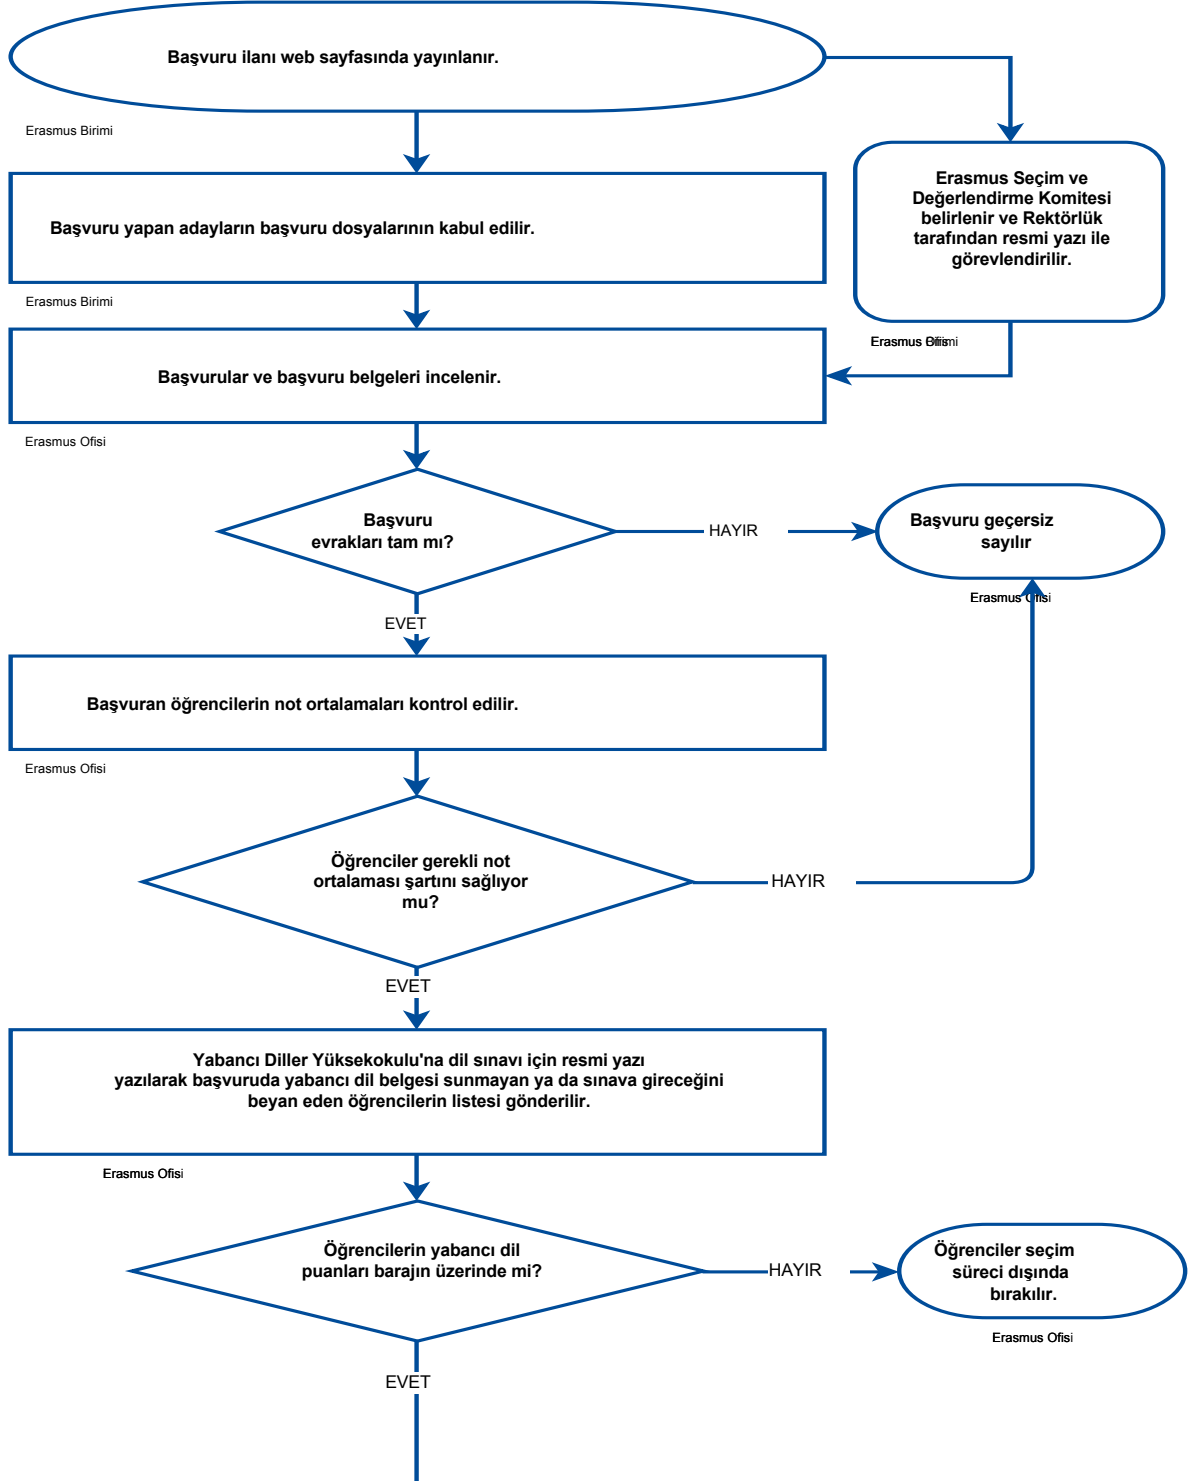 Başvuru ilanı web sayfasında yayınlanır.
Erasmus Birimi
Erasmus Seçim ve
Değerlendirme Komitesi
belirlenir ve Rektörlük
tarafından resmi yazı ile
görevlendirilir.
Başvuru yapan adayların başvuru dosyalarının kabul edilir.
Erasmus Birimi
Erasmus
Başvurular ve başvuru belgeleri incelenir.
Erasmus Ofisi
Başvuru
evrakları tam mı?
HAYIR
Başvuru geçersiz
sayılır
Erasmus Ofisi
EVET
Başvuran öğrencilerin not ortalamaları kontrol edilir.
Erasmus Ofisi
Öğrenciler gerekli not
ortalaması şartını sağlıyor
mu?
HAYIR
EVET
Yabancı Diller Yüksekokulu'na dil sınavı için resmi yazı
yazılarak başvuruda yabancı dil belgesi sunmayan ya da sınava gireceğini
beyan eden öğrencilerin listesi gönderilir.
Erasmus Ofisi
Öğrencilerin yabancı dil
puanları barajın üzerinde mi?
HAYIR
Öğrenciler seçim
süreci dışında
bırakılır.
Erasmus Ofisi
EVET